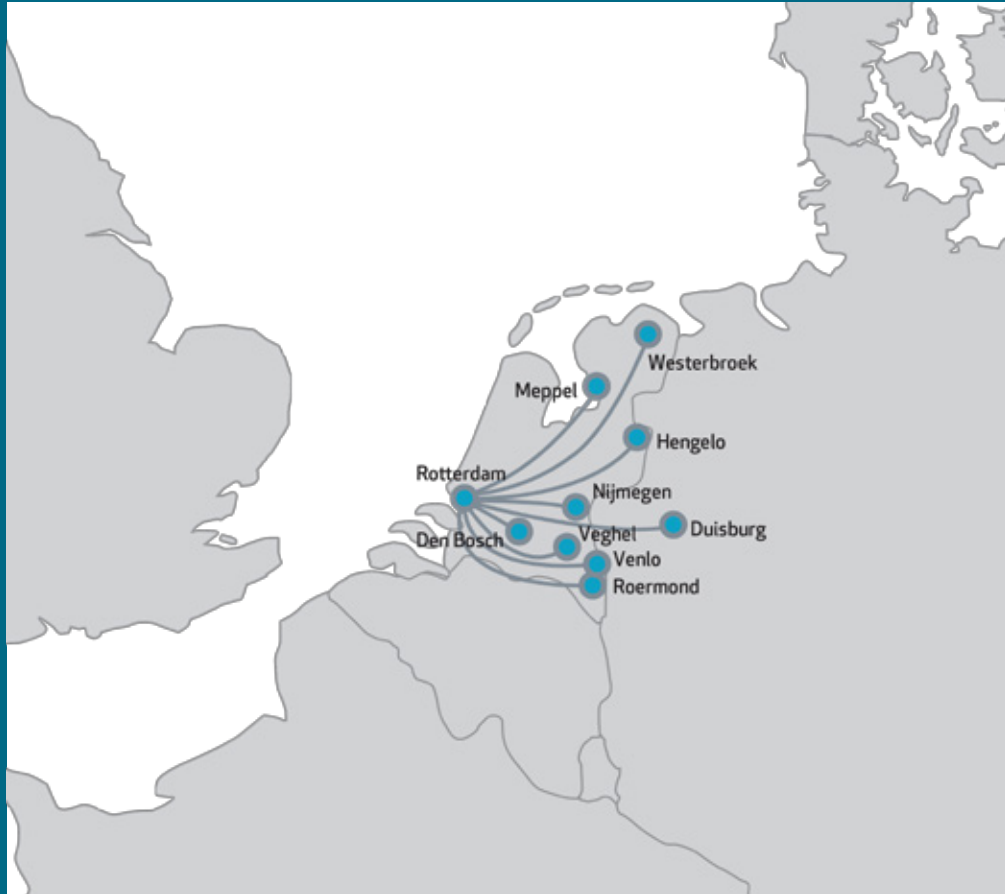 Westerbroek
Meppel
Hengelo
Rotterdam
Nijmegen
Duisburg
Den Bosch
Veghel
Venlo
Roermond